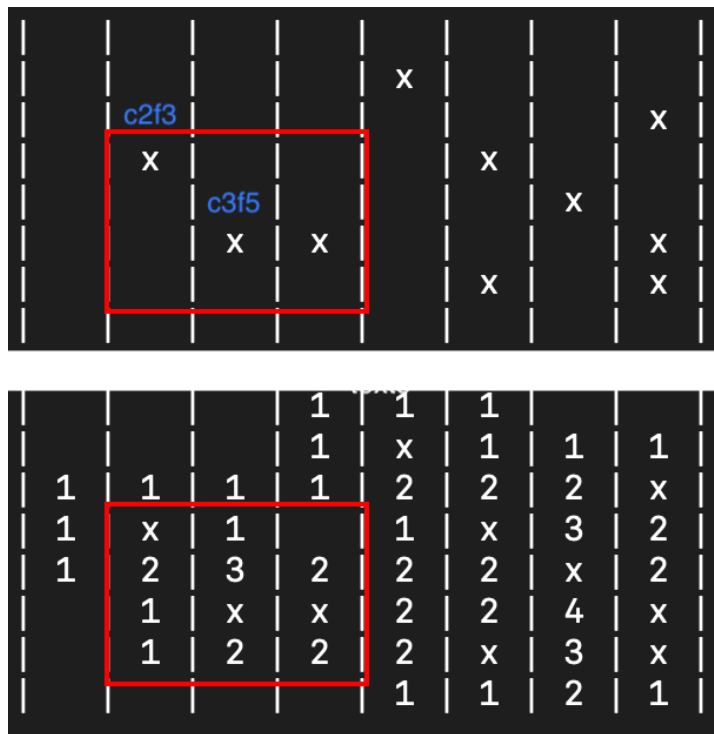 | | | | | | | | |
| | | | | x | | | |
| | c2f3 | | | | | | x |
| | x | | | | x | | |
| | | c3f5 | | | | x | |
| | | x | x | | | | x |
| | | | | | x | | x |
| | | | | | | | |
| | | | 1 | 1 | 1 | | |
| | | | 1 | x | 1 | 1 | 1 |
| 1 | 1 | 1 | 1 | 2 | 2 | 2 | x |
| 1 | x | 1 | | 1 | x | 3 | 2 |
| 1 | 2 | 3 | 2 | 2 | 2 | x | 2 |
| | 1 | x | x | 2 | 2 | 4 | x |
| | 1 | 2 | 2 | 2 | x | 3 | x |
| | | | | 1 | 1 | 2 | 1 |